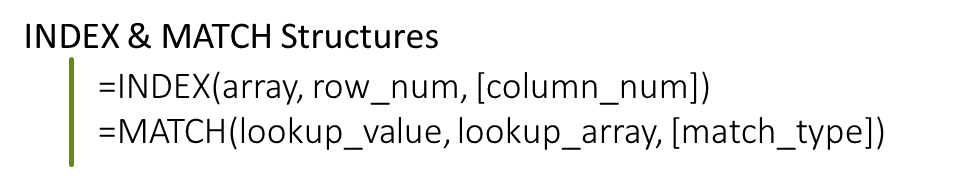 INDEX & MATCH Structures
=INDEX(array, row_num, [column_num])
=MATCH(lookup_value, lookup_array, [match_type])